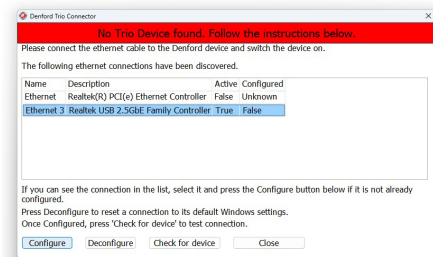 Denford Trio Connector
No Trio Device found. Follow the instructions below.
Please connect the ethernet cable to the Denford device and switch the device on.
The following ethernet connections have been discovered.
Name Description Active Configured
Ethernet Realtek(R) PCI(e) Ethernet Controller False Unknown
Ethernet 3 Realtek USB 2.5GbE Family Controller True False
If you can see the connection in the list, select it and press the Configure button below if it is not already
configured.
Press Deconfigure to reset a connection to its default Windows settings.
Once Configured, press 'Check for device' to test connection.
Configure Deconfigure Check for device Close